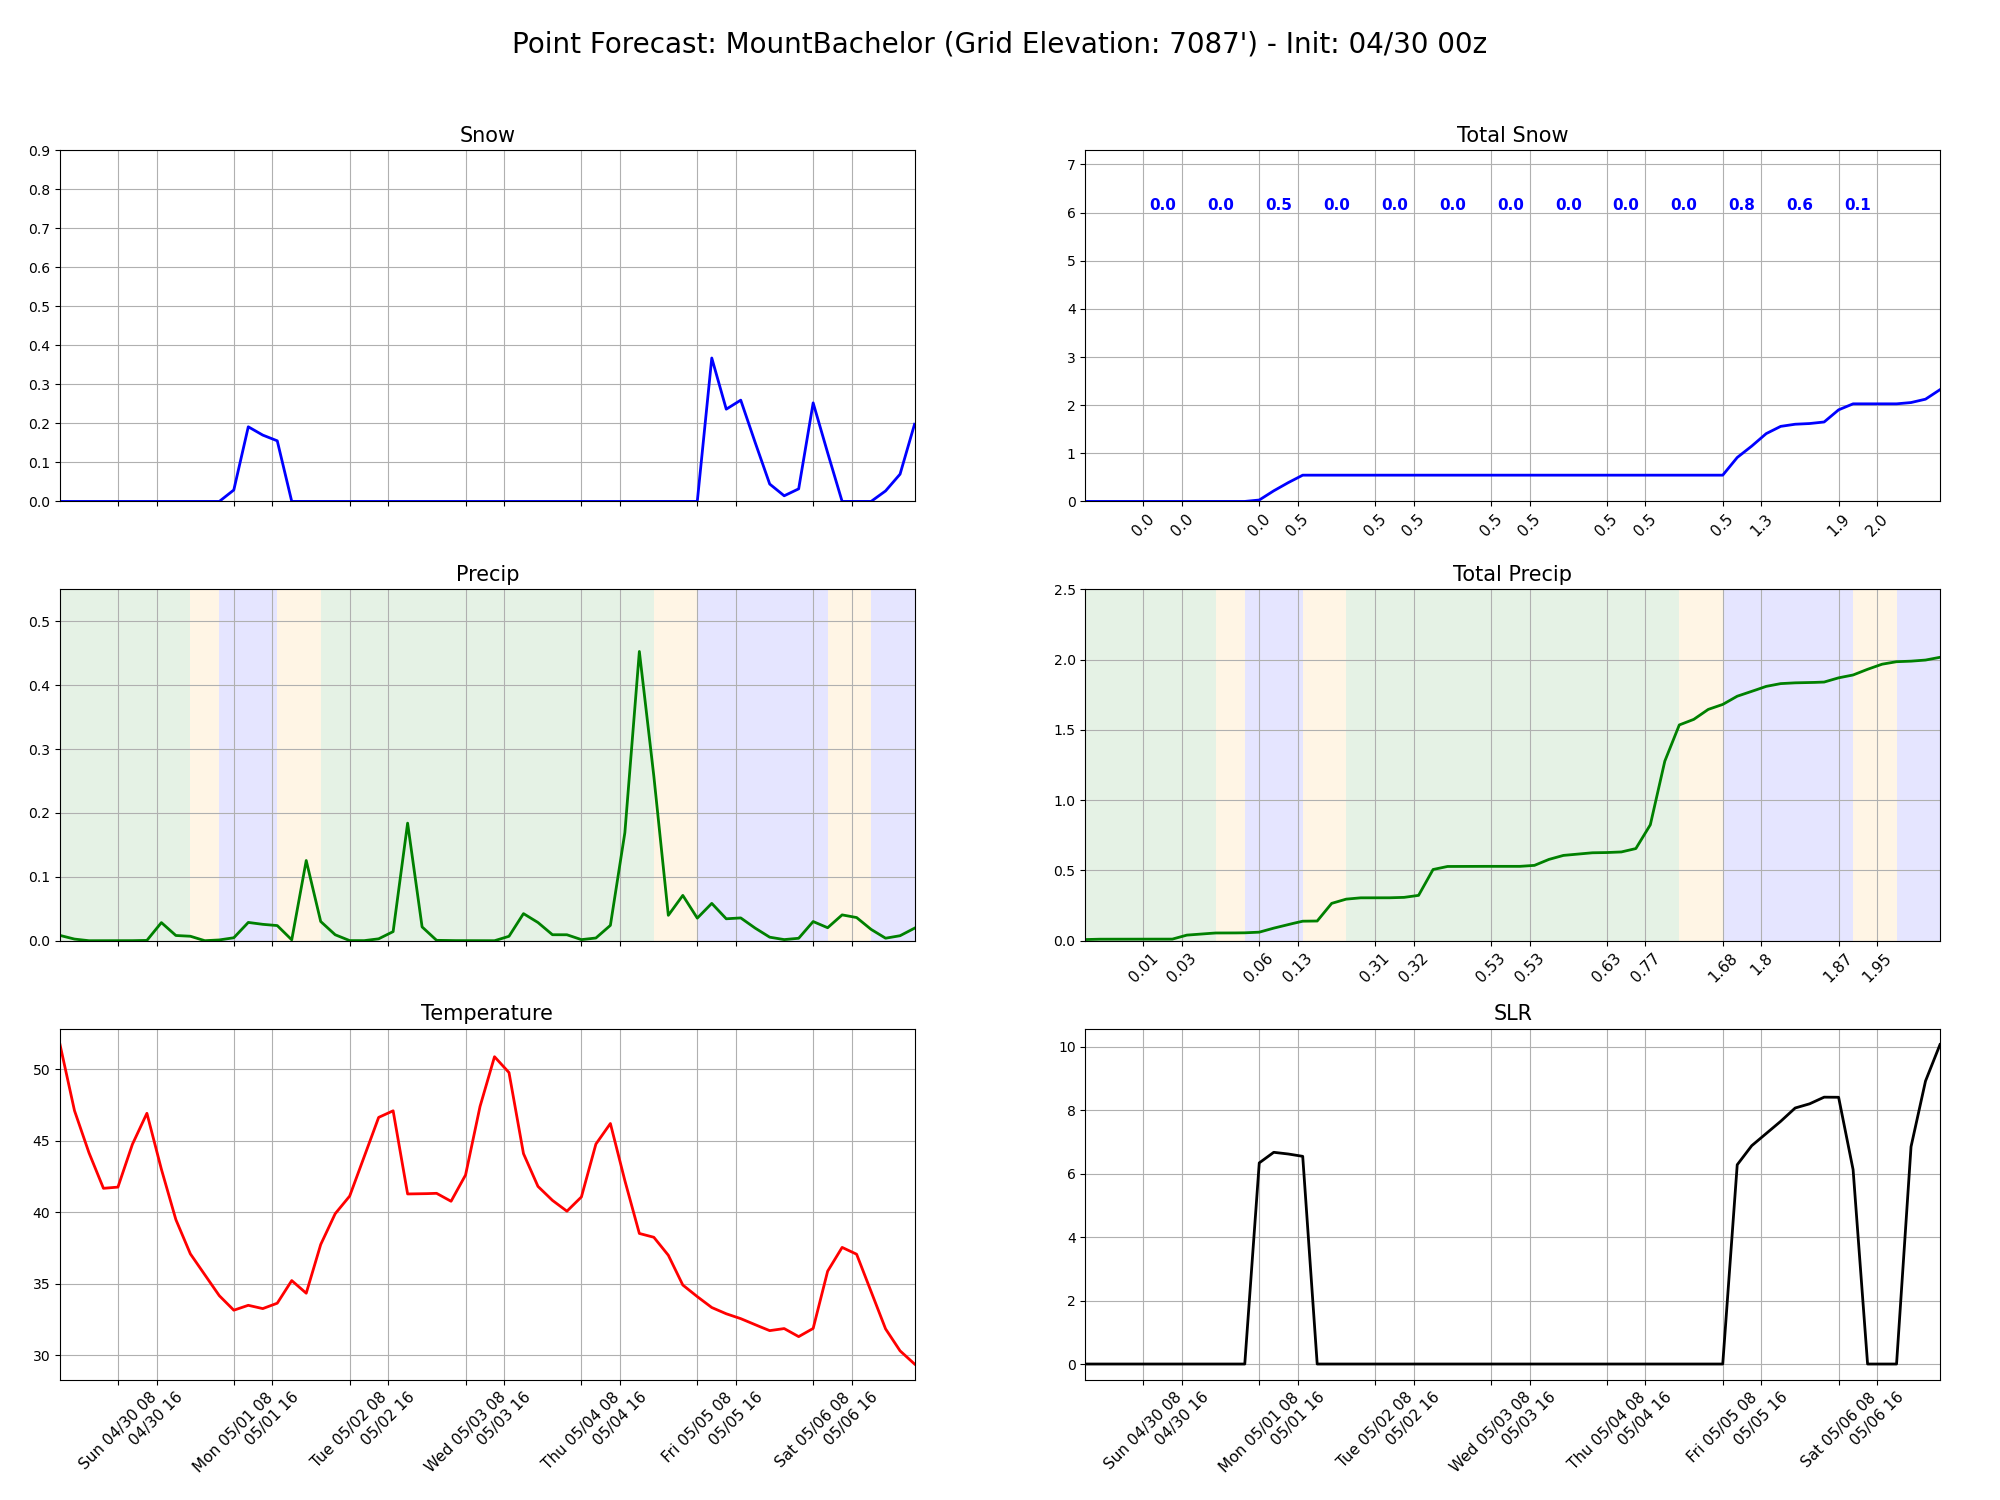 Point Forecast: MountBachelor (Grid Elevation: 7087') - Init: 04/30 00z
Snow
0.9
0.8
0.7
0.6
0.5
0.4
0.3
0.2
0.1
0.0
Total Snow
7
6
5
4
3
2
1
0
0.0 0.0 0.5 0.0 0.0 0.0 0.0 0.0 0.0 0.0 0.8 0.6 0.1
0.0 0.0 0.0 0.5 0.5 0.5 0.5 0.5 0.5 0.5 0.5 1.3 1.9 2.0
Precip
0.5
0.4
0.3
0.2
0.1
0.0
Total Precip
2.5
2.0
1.5
1.0
0.5
0.0
0.01 0.03 0.06 0.13 0.31 0.32 0.53 0.53 0.63 0.77 1.68 1.8 1.87 1.95
Temperature
50
45
40
35
30
Sun 04/30 08
04/30 16
Mon 05/01 08
05/01 16
Tue 05/02 08
05/02 16
Wed 05/03 08
05/03 16
Thu 05/04 08
05/04 16
Fri 05/05 08
05/05 16
Sat 05/06 08
05/06 16
SLR
10
8
6
4
2
0
Sun 04/30 08
04/30 16
Mon 05/01 08
05/01 16
Tue 05/02 08
05/02 16
Wed 05/03 08
05/03 16
Thu 05/04 08
05/04 16
Fri 05/05 08
05/05 16
Sat 05/06 08
05/06 16